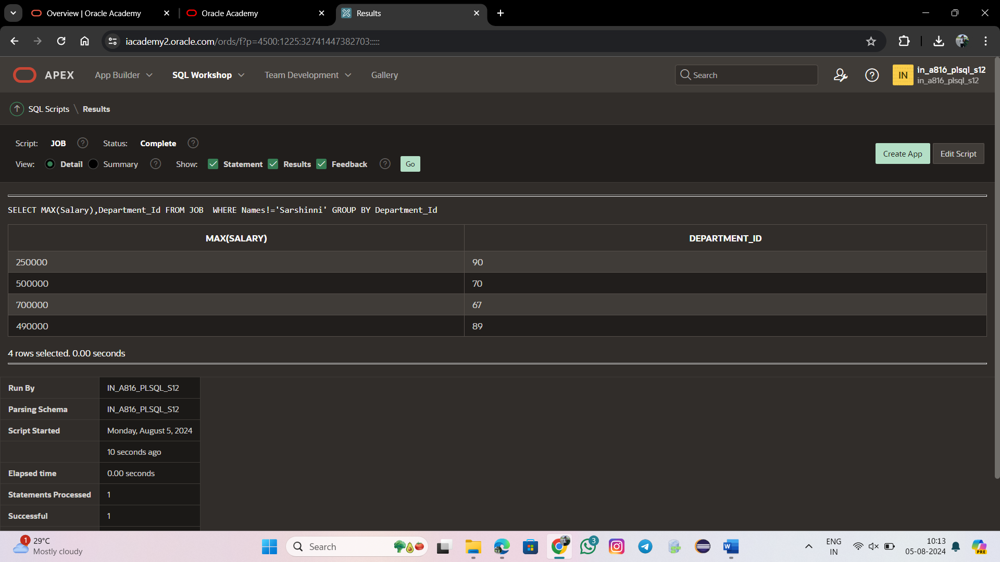 Overview | Oracle Academy
Oracle Academy
Results
iacademy2.oracle.com/ords/f?p=4500:1225:32741447382703:::::
APEX
App Builder
SQL Workshop
Team Development
Gallery
Search
?
IN
in_a816_plsql_s12
in_a816_plsql_s12
SQL Scripts \ Results
Script: JOB ? Status: Complete ?
View: Detail Summary ? Show: Statement Results Feedback ? Go
Create App
Edit Script
SELECT MAX(Salary),Department_Id FROM JOB  WHERE Names!='Sarshinni' GROUP BY Department_Id
MAX(SALARY) DEPARTMENT_ID
250000 90
500000 70
700000 67
490000 89
4 rows selected. 0.00 seconds
Run By IN_A816_PLSQL_S12
Parsing Schema IN_A816_PLSQL_S12
Script Started Monday, August 5, 2024
10 seconds ago
Elapsed time 0.00 seconds
Statements Processed 1
Successful 1
1
29°C
Mostly cloudy
Search
3
W
ENG
IN
10:13
05-08-2024
PRE